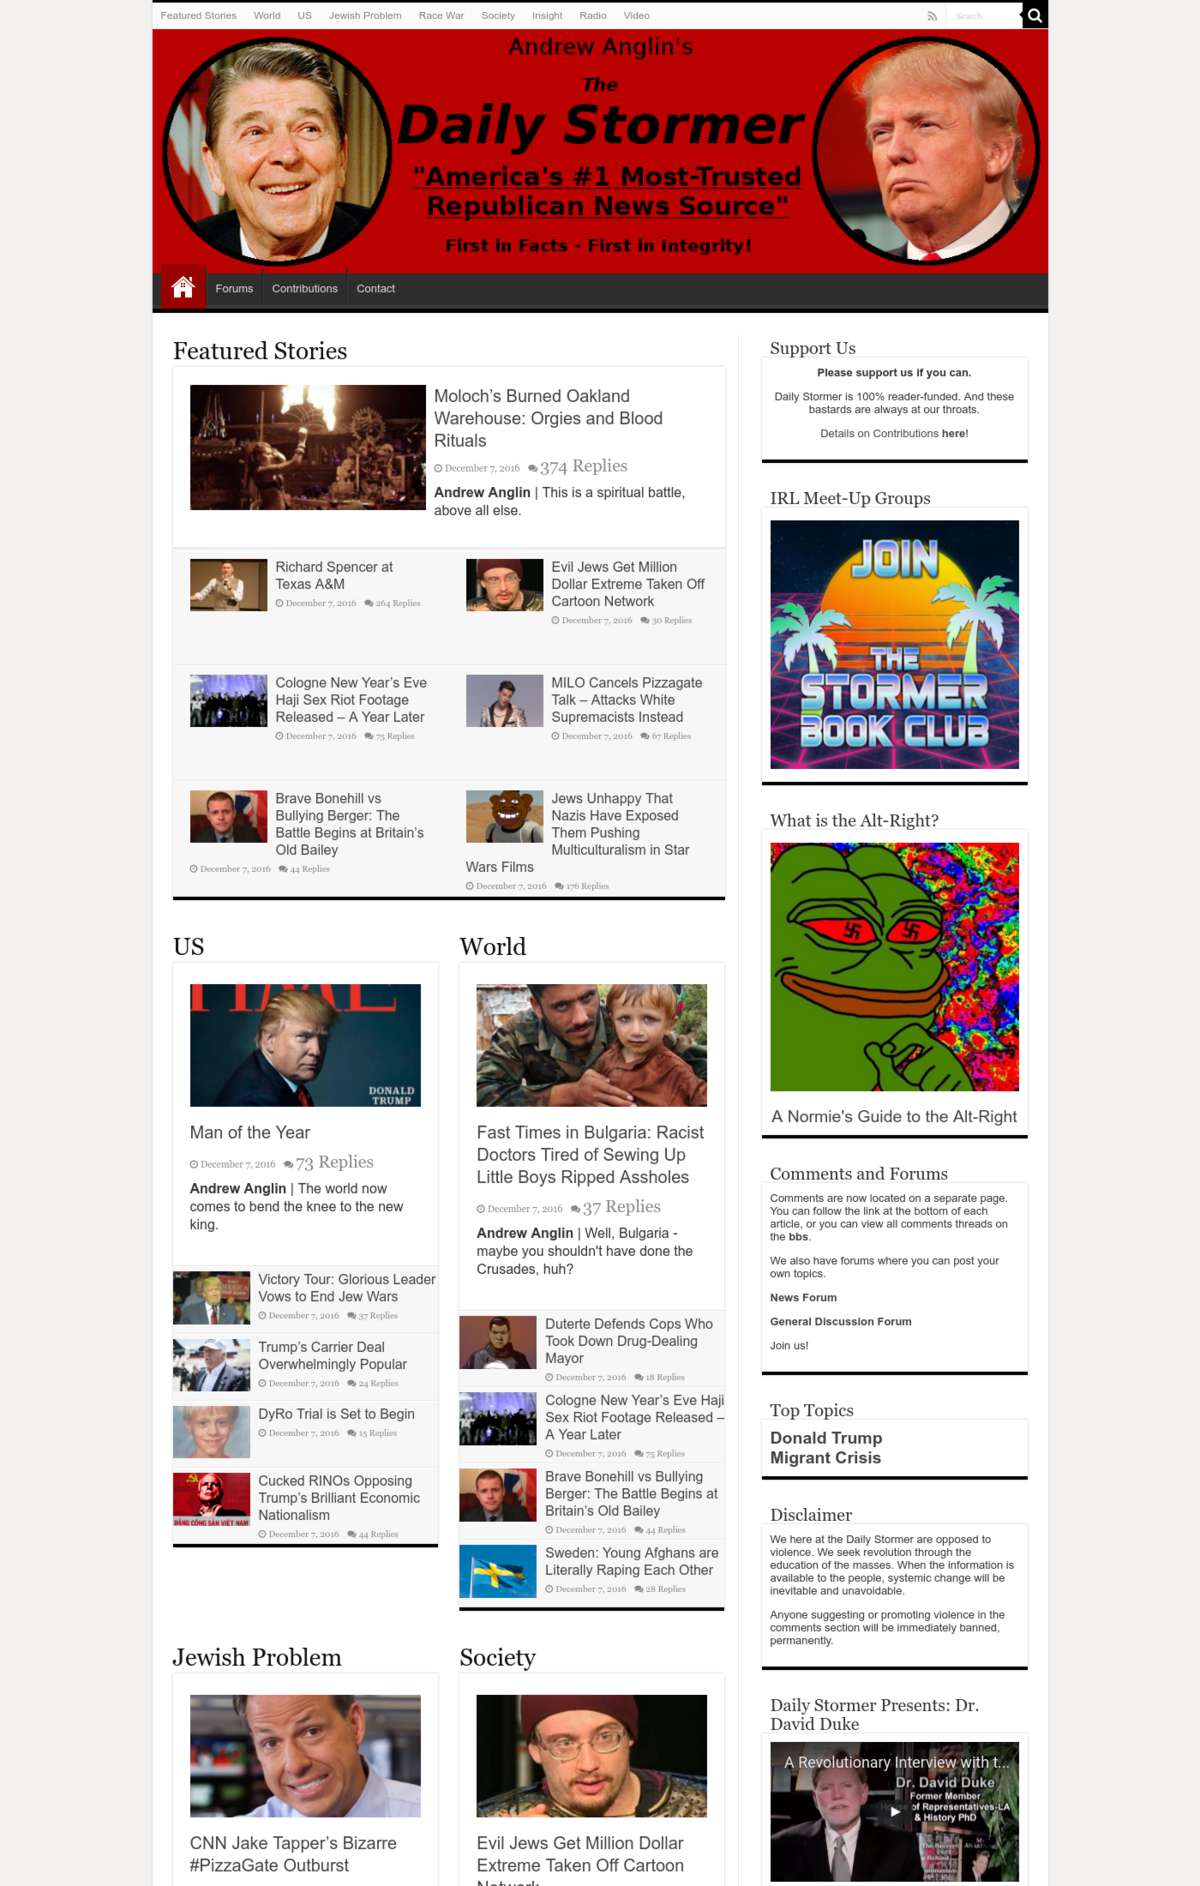 Featured Stories World US Jewish Problem Race War Society Insight Radio Video
Search
Andrew Anglin's
The
Daily Stormer
"America's #1 Most-Trusted
Republican News Source"
First in Facts - First in Integrity!
Forums Contributions Contact
Featured Stories
Moloch's Burned Oakland
Warehouse: Orgies and Blood
Rituals
December 7, 2016 374 Replies
Andrew Anglin | This is a spiritual battle,
above all else.
Richard Spencer at
Texas A&M
December 7, 2016 264 Replies
Evil Jews Get Million
Dollar Extreme Taken Off
Cartoon Network
December 7, 2016 30 Replies
Cologne New Year's Eve
Haji Sex Riot Footage
Released – A Year Later
December 7, 2016 75 Replies
MILO Cancels Pizzagate
Talk – Attacks White
Supremacists Instead
December 7, 2016 67 Replies
Brave Bonehill vs
Bullying Berger: The
Battle Begins at Britain's
Old Bailey
December 7, 2016 44 Replies
Jews Unhappy That
Nazis Have Exposed
Them Pushing
Multiculturalism in Star
Wars Films
December 7, 2016 176 Replies
US
TIME
DONALD
TRUMP
Man of the Year
December 7, 2016 73 Replies
Andrew Anglin | The world now
comes to bend the knee to the new
king.
Victory Tour: Glorious Leader
Vows to End Jew Wars
December 7, 2016 37 Replies
Trump's Carrier Deal
Overwhelmingly Popular
December 7, 2016 24 Replies
DyRo Trial is Set to Begin
December 7, 2016 15 Replies
ĐẢNG CỘNG SẢN VIỆT NAM
Cucked RINOs Opposing
Trump's Brilliant Economic
Nationalism
December 7, 2016 44 Replies
World
Fast Times in Bulgaria: Racist
Doctors Tired of Sewing Up
Little Boys Ripped Assholes
December 7, 2016 37 Replies
Andrew Anglin | Well, Bulgaria -
maybe you shouldn't have done the
Crusades, huh?
Duterte Defends Cops Who
Took Down Drug-Dealing
Mayor
December 7, 2016 18 Replies
Cologne New Year's Eve Haji
Sex Riot Footage Released –
A Year Later
December 7, 2016 75 Replies
Brave Bonehill vs Bullying
Berger: The Battle Begins at
Britain's Old Bailey
December 7, 2016 44 Replies
Sweden: Young Afghans are
Literally Raping Each Other
December 7, 2016 28 Replies
Jewish Problem
CNN Jake Tapper's Bizarre
#PizzaGate Outburst
Society
Evil Jews Get Million Dollar
Extreme Taken Off Cartoon
Network
Support Us
Please support us if you can.
Daily Stormer is 100% reader-funded. And these
bastards are always at our throats.
Details on Contributions here!
IRL Meet-Up Groups
JOIN
THE
STORMER
BOOK CLUB
What is the Alt-Right?
A Normie's Guide to the Alt-Right
Comments and Forums
Comments are now located on a separate page.
You can follow the link at the bottom of each
article, or you can view all comments threads on
the bbs.
We also have forums where you can post your
own topics.
News Forum
General Discussion Forum
Join us!
Top Topics
Donald Trump
Migrant Crisis
Disclaimer
We here at the Daily Stormer are opposed to
violence. We seek revolution through the
education of the masses. When the information is
available to the people, systemic change will be
inevitable and unavoidable.
Anyone suggesting or promoting violence in the
comments section will be immediately banned,
permanently.
Daily Stormer Presents: Dr.
David Duke
A Revolutionary Interview with t...
Dr. David Duke
Former Member
of Representatives-LA
& History PhD